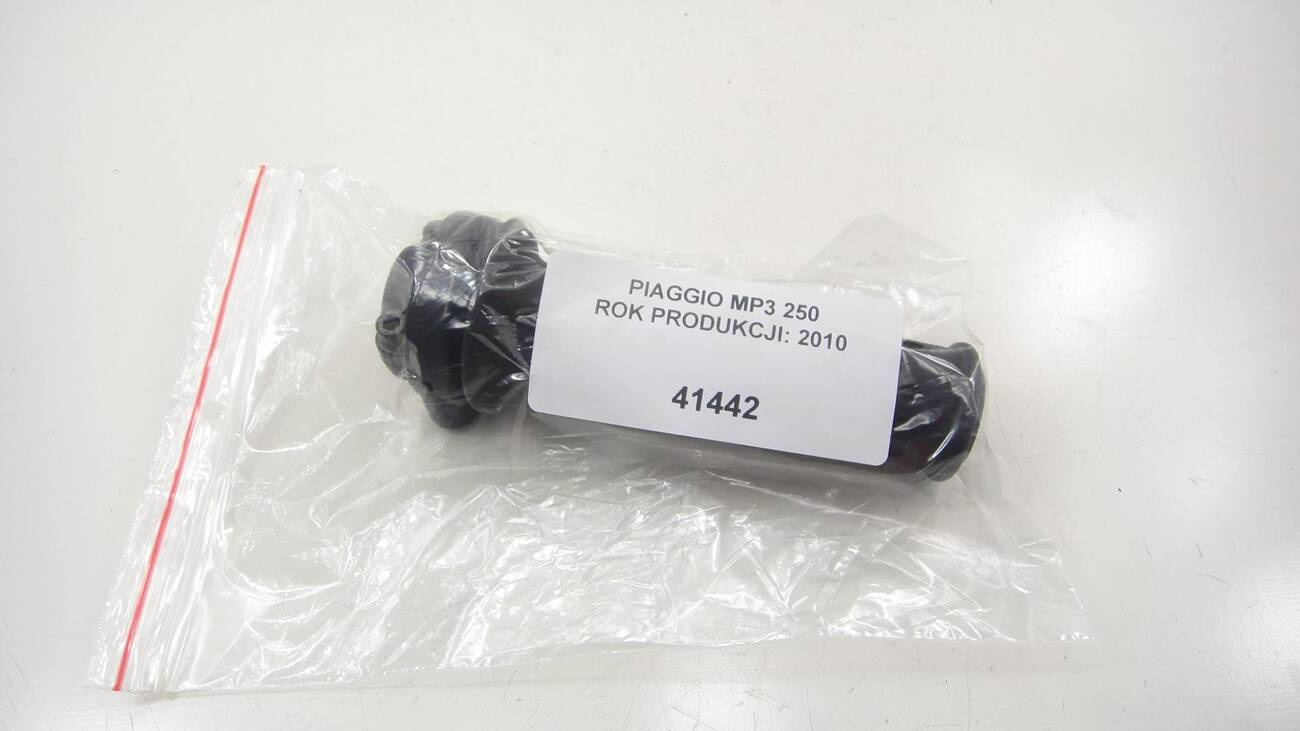 PIAGGIO MP3 250
ROK PRODUKCJI: 2010
41442